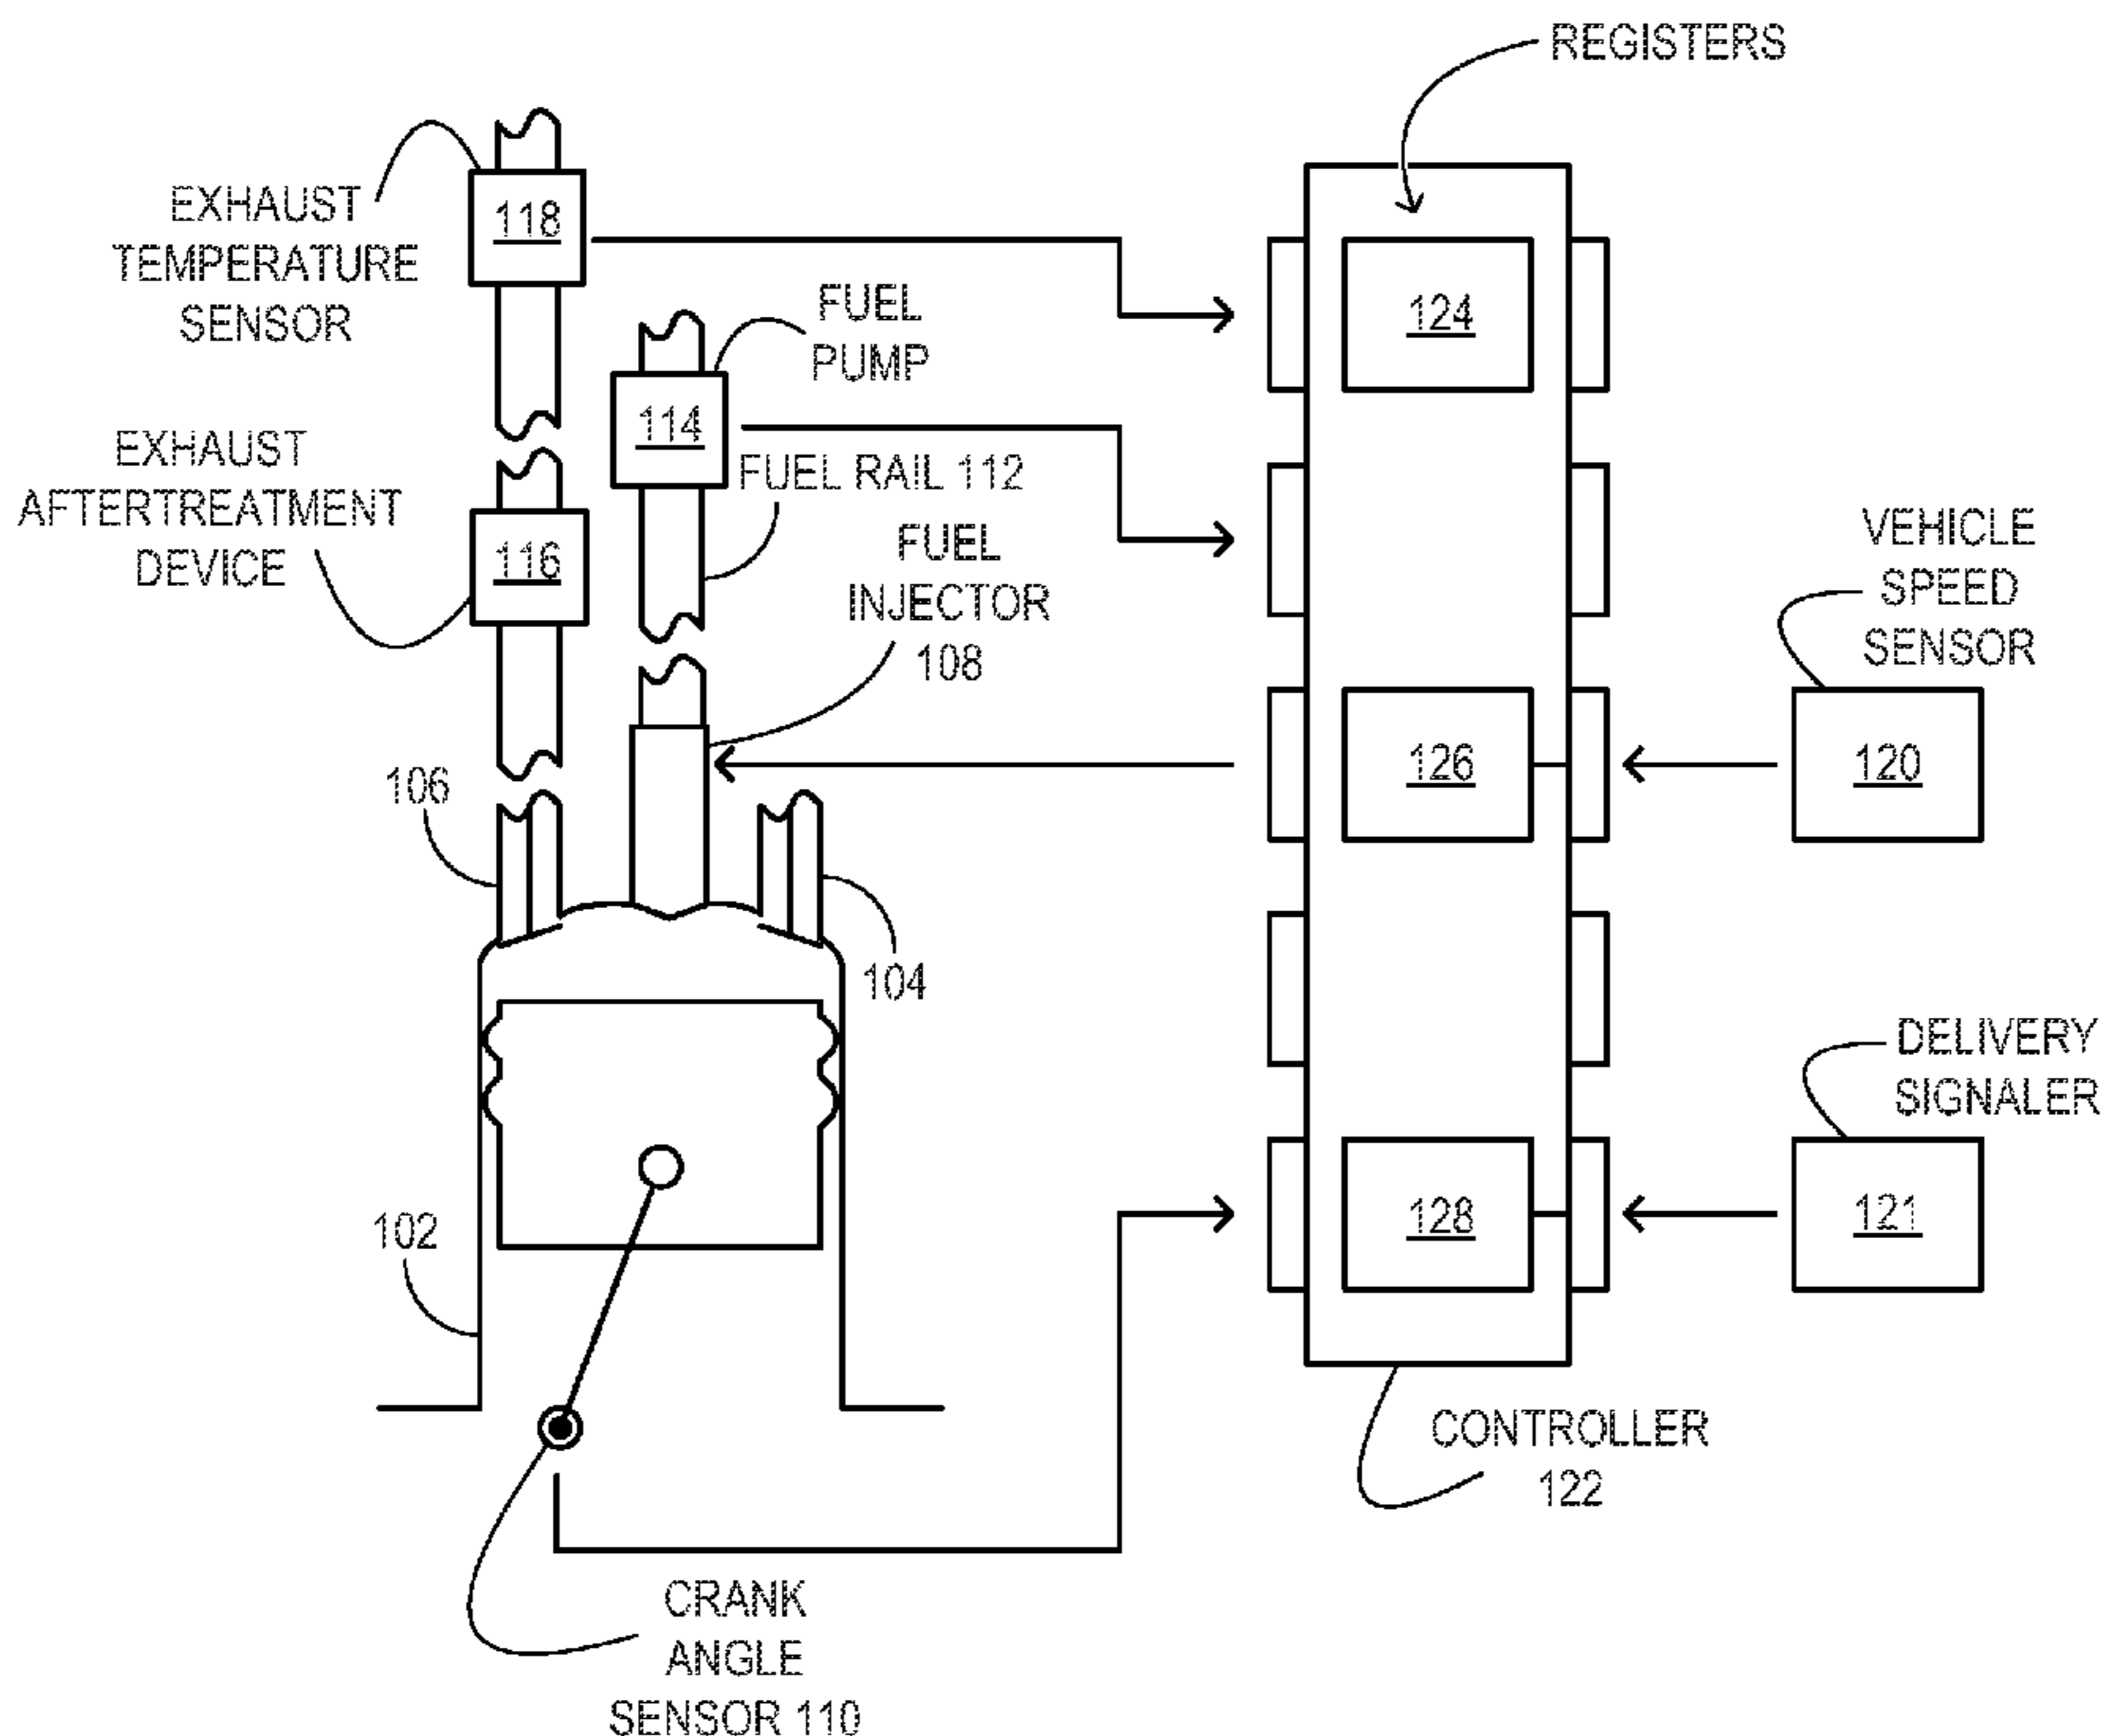 REGISTERS
EXHAUST
TEMPERATURE
SENSOR
118
FUEL
PUMP
124
114
EXHAUST
AFTERTREATMENT
DEVICE
FUEL RAIL 112
116
FUEL
INJECTOR
108
VEHICLE
SPEED
SENSOR
106
126
120
104
DELIVERY
SIGNALER
102
128
121
CONTROLLER
122
CRANK
ANGLE
SENSOR 110